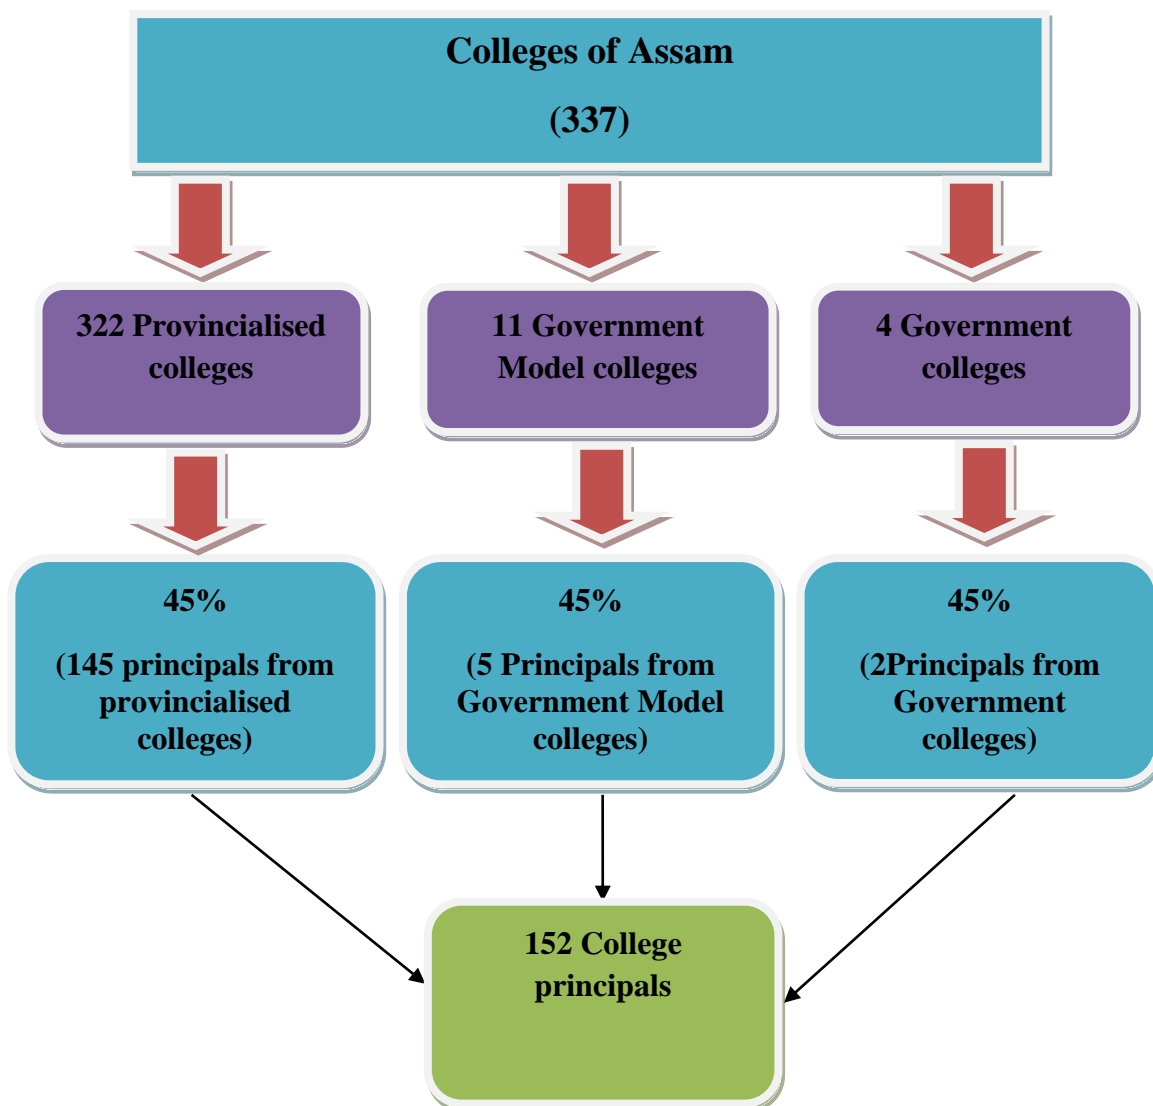 Colleges of Assam
(337)
322 Provincialised
colleges
11 Government
Model colleges
4 Government
colleges
45%
(145 principals from
provincialised
colleges)
45%
(5 Principals from
Government Model
colleges)
45%
(2Principals from
Government
colleges)
152 College
principals